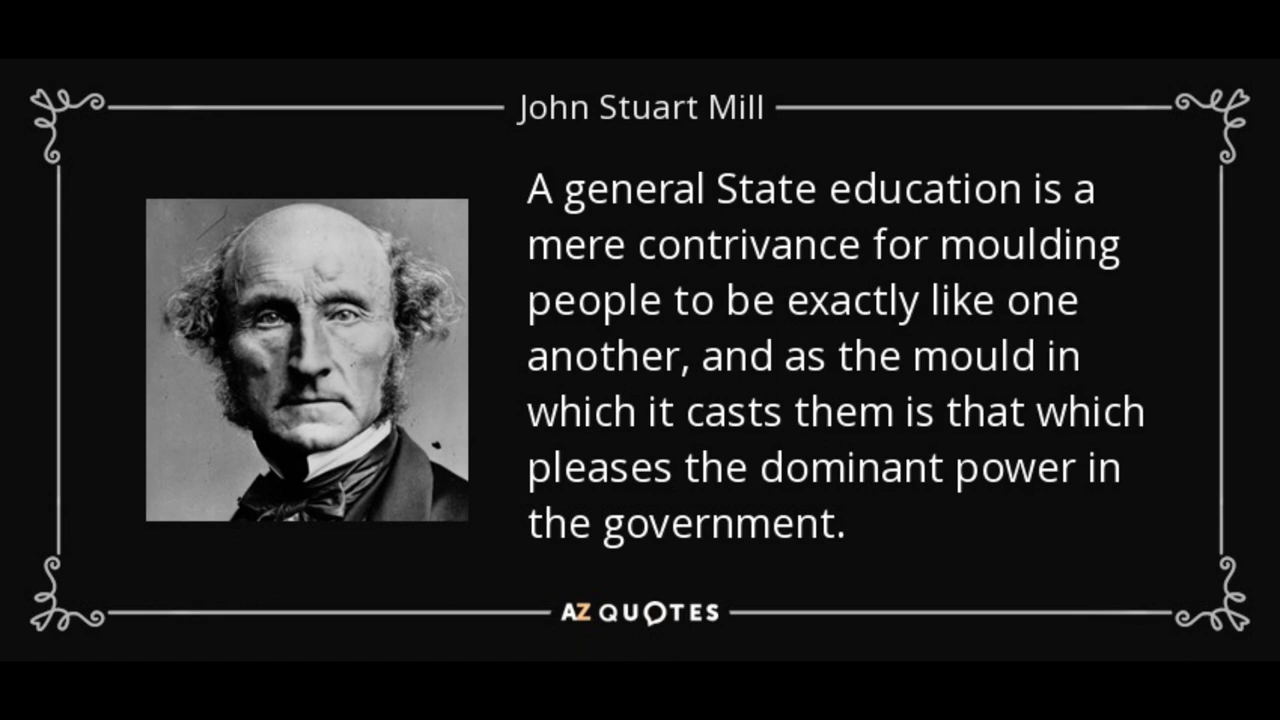 John Stuart Mill
A general State education is a
mere contrivance for moulding
people to be exactly like one
another, and as the mould in
which it casts them is that which
pleases the dominant power in
the government.
AZ QUOTES